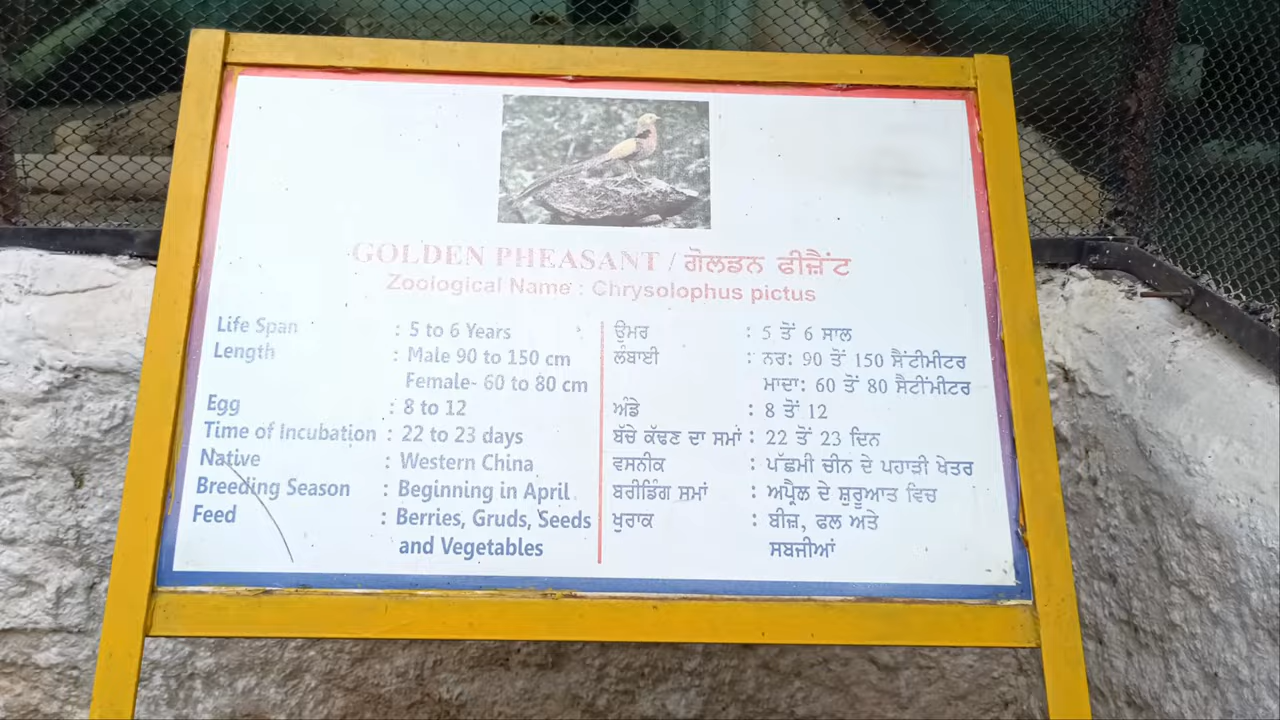 GOLDEN PHEASANT / ਗੋਲਡਨ ਫੀਜ਼ੈਂਟ
Zoological Name : Chrysolophus pictus
Life Span : 5 to 6 Years
Length : Male 90 to 150 cm
Female- 60 to 80 cm
Egg : 8 to 12
Time of Incubation : 22 to 23 days
Native : Western China
Breeding Season : Beginning in April
Feed : Berries, Gruds, Seeds
and Vegetables
ਉਮਰ : 5 ਤੋਂ 6 ਸਾਲ
ਲੰਬਾਈ : ਨਰ: 90 ਤੋਂ 150 ਸੈਂਟੀਮੀਟਰ
ਮਾਦਾ: 60 ਤੋਂ 80 ਸੈਟੀਂਮੀਟਰ
ਅੰਡੇ : 8 ਤੋਂ 12
ਬੱਚੇ ਕੱਢਣ ਦਾ ਸਮਾਂ : 22 ਤੋਂ 23 ਦਿਨ
ਵਸਨੀਕ : ਪੱਛਮੀ ਚੀਨ ਦੇ ਪਹਾੜੀ ਖੇਤਰ
ਬਰੀਡਿੰਗ ਸਮਾਂ : ਅਪ੍ਰੈਲ ਦੇ ਸ਼ੁਰੂਆਤ ਵਿਚ
ਖੁਰਾਕ : ਬੀਜ਼, ਫਲ ਅਤੇ
ਸਬਜੀਆਂ